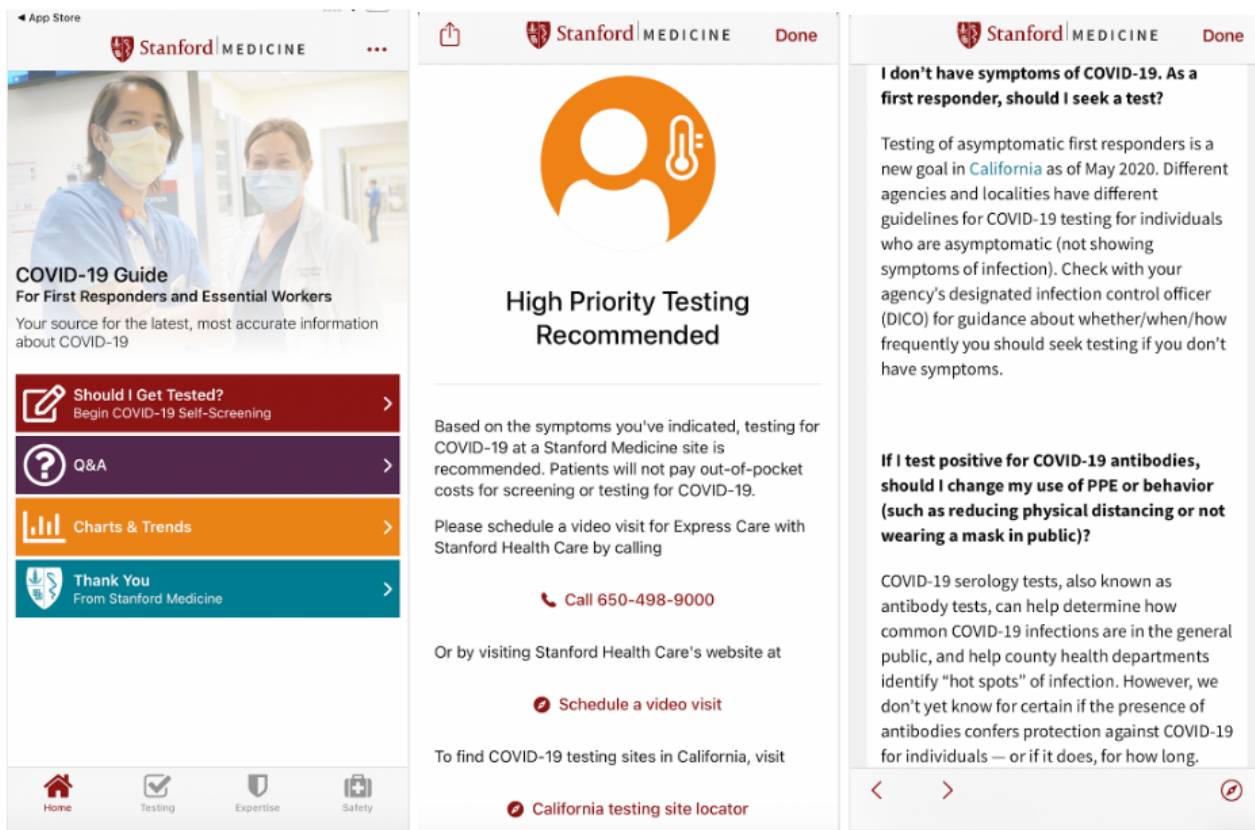 ◀ App Store
Stanford MEDICINE
COVID-19 Guide
For First Responders and Essential Workers
Your source for the latest, most accurate information
about COVID-19
Should I Get Tested?
Begin COVID-19 Self-Screening
Q&A
Charts & Trends
Thank You
From Stanford Medicine
Home
Testing
Expertise
Safety
Stanford MEDICINE
Done
High Priority Testing
Recommended
Based on the symptoms you've indicated, testing for
COVID-19 at a Stanford Medicine site is
recommended. Patients will not pay out-of-pocket
costs for screening or testing for COVID-19.
Please schedule a video visit for Express Care with
Stanford Health Care by calling
Call 650-498-9000
Or by visiting Stanford Health Care's website at
Schedule a video visit
To find COVID-19 testing sites in California, visit
California testing site locator
Stanford MEDICINE
Done
I don't have symptoms of COVID-19. As a
first responder, should I seek a test?
Testing of asymptomatic first responders is a
new goal in California as of May 2020. Different
agencies and localities have different
guidelines for COVID-19 testing for individuals
who are asymptomatic (not showing
symptoms of infection). Check with your
agency's designated infection control officer
(DICO) for guidance about whether/when/how
frequently you should seek testing if you don't
have symptoms.
If I test positive for COVID-19 antibodies,
should I change my use of PPE or behavior
(such as reducing physical distancing or not
wearing a mask in public)?
COVID-19 serology tests, also known as
antibody tests, can help determine how
common COVID-19 infections are in the general
public, and help county health departments
identify “hot spots” of infection. However, we
don't yet know for certain if the presence of
antibodies confers protection against COVID-19
for individuals — or if it does, for how long.